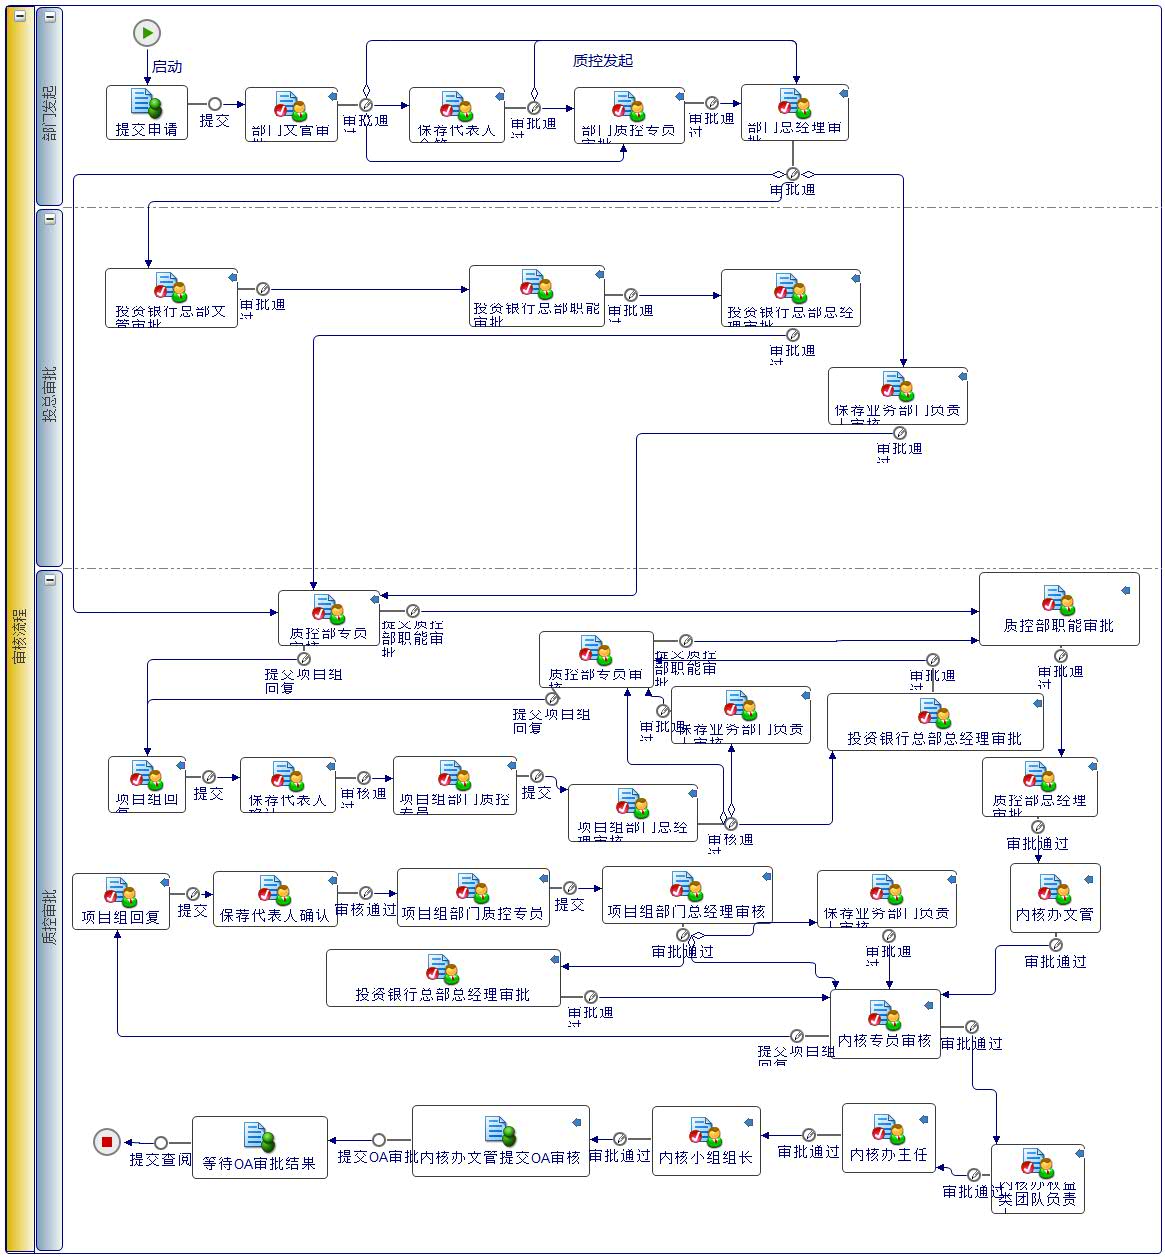 审核流程
部门发起
启动
质控发起
提交申请
提交
部门文管审
审批通
过
保存代表人
审批通
过
部门质控专员
审批
审批通
过
部门总经理审
批
审批通
投总审批
投资银行总部文
管审批
审批通
过
投资银行总部职能
审批
审批通
过
投资银行总部总经
理审批
审批通
过
保存业务部门负责
人审核
审批通
过
质控审批
质控部专员
审核
提交质控
部职能审
批
提交项目组
回复
质控部专员审
核
提交质控
部职能审
批
提交项目组
回复
质控部职能审批
审批通
过
审批通
过
保存业务部门负责
人审核
审批通
过
投资银行总部总经理审批
项目组回
复
提交
保存代表人
确认
审核通
过
项目组部门质控
专员
提交
项目组部门总经
理审核
审核通
过
质控部总经理
审批
审批通过
项目组回复
提交
保存代表人确认
审核通过
项目组部门质控专员
提交
项目组部门总经理审核
审批通过
保存业务部门负责
人审核
审批通
过
内核办文管
审批通过
投资银行总部总经理审批
审批通
过
内核专员审核
提交项目组
回复
审批通过
提交查阅
等待OA审批结果
提交OA审批
内核办文管提交OA审核
审批通过
内核小组组长
审批通过
内核办主任
审批通过
内核办权益
类团队负责
人